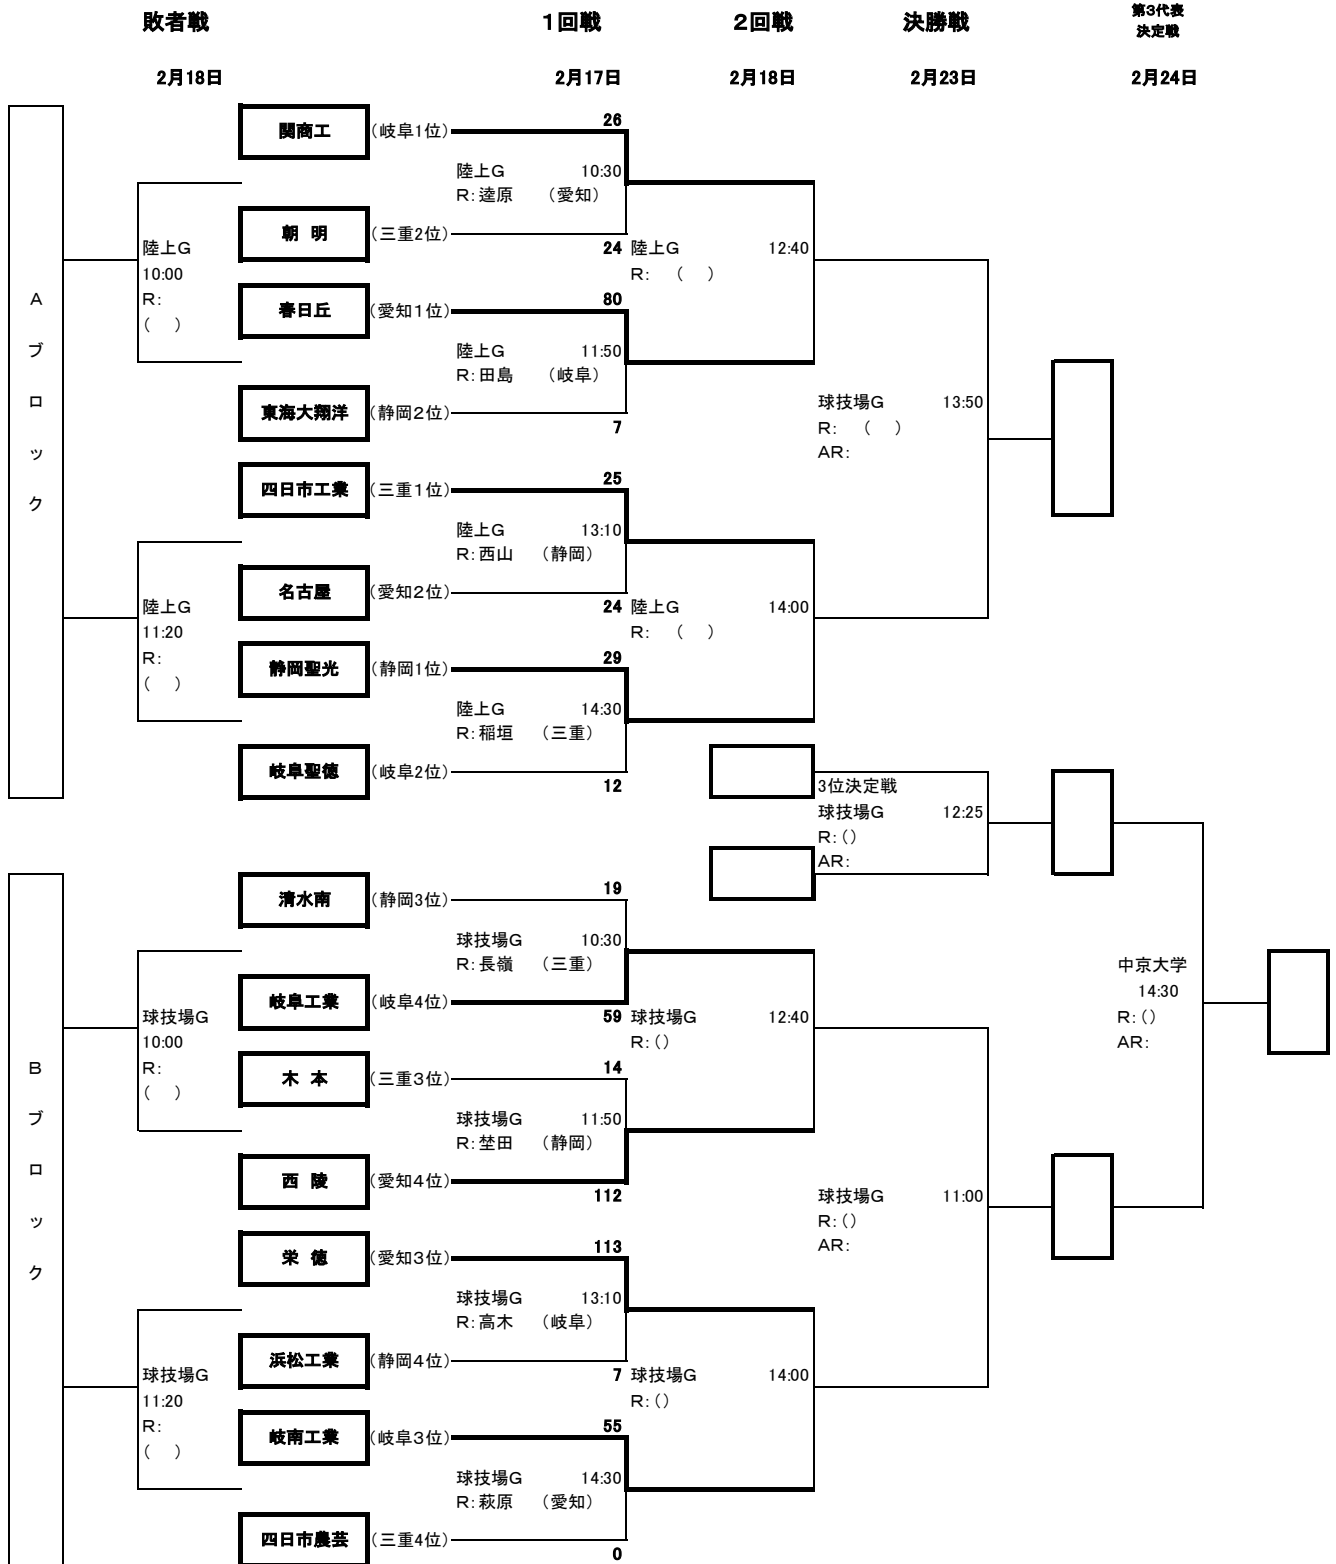 敗者戦 1回戦 2回戦 決勝戦 第3代表
決定戦
2月18日 2月17日 2月18日 2月23日 2月24日
Aブロック
関商工 (岐阜1位) 26
陸上G 10:30
R:逵原 (愛知)
朝 明 (三重2位) 24
陸上G
10:00
R:
( )
陸上G 12:40
R: ( )
春日丘 (愛知1位) 80
陸上G 11:50
R:田島 (岐阜)
東海大翔洋 (静岡2位) 7
球技場G 13:50
R: ( )
AR:
四日市工業 (三重1位) 25
陸上G 13:10
R:西山 (静岡)
名古屋 (愛知2位) 24
陸上G
11:20
R:
( )
陸上G 14:00
R: ( )
静岡聖光 (静岡1位) 29
陸上G 14:30
R:稲垣 (三重)
岐阜聖徳 (岐阜2位) 12
3位決定戦
球技場G 12:25
R:()
AR:
Bブロック
清水南 (静岡3位) 19
球技場G 10:30
R:長嶺 (三重)
岐阜工業 (岐阜4位) 59
球技場G
10:00
R:
( )
球技場G 12:40
R:()
中京大学
14:30
R:()
AR:
木 本 (三重3位) 14
球技場G 11:50
R:埜田 (静岡)
西 陵 (愛知4位) 112
球技場G 11:00
R:()
AR:
栄 徳 (愛知3位) 113
球技場G 13:10
R:高木 (岐阜)
浜松工業 (静岡4位) 7
球技場G
11:20
R:
( )
球技場G 14:00
R:()
岐南工業 (岐阜3位) 55
球技場G 14:30
R:萩原 (愛知)
四日市農芸 (三重4位) 0